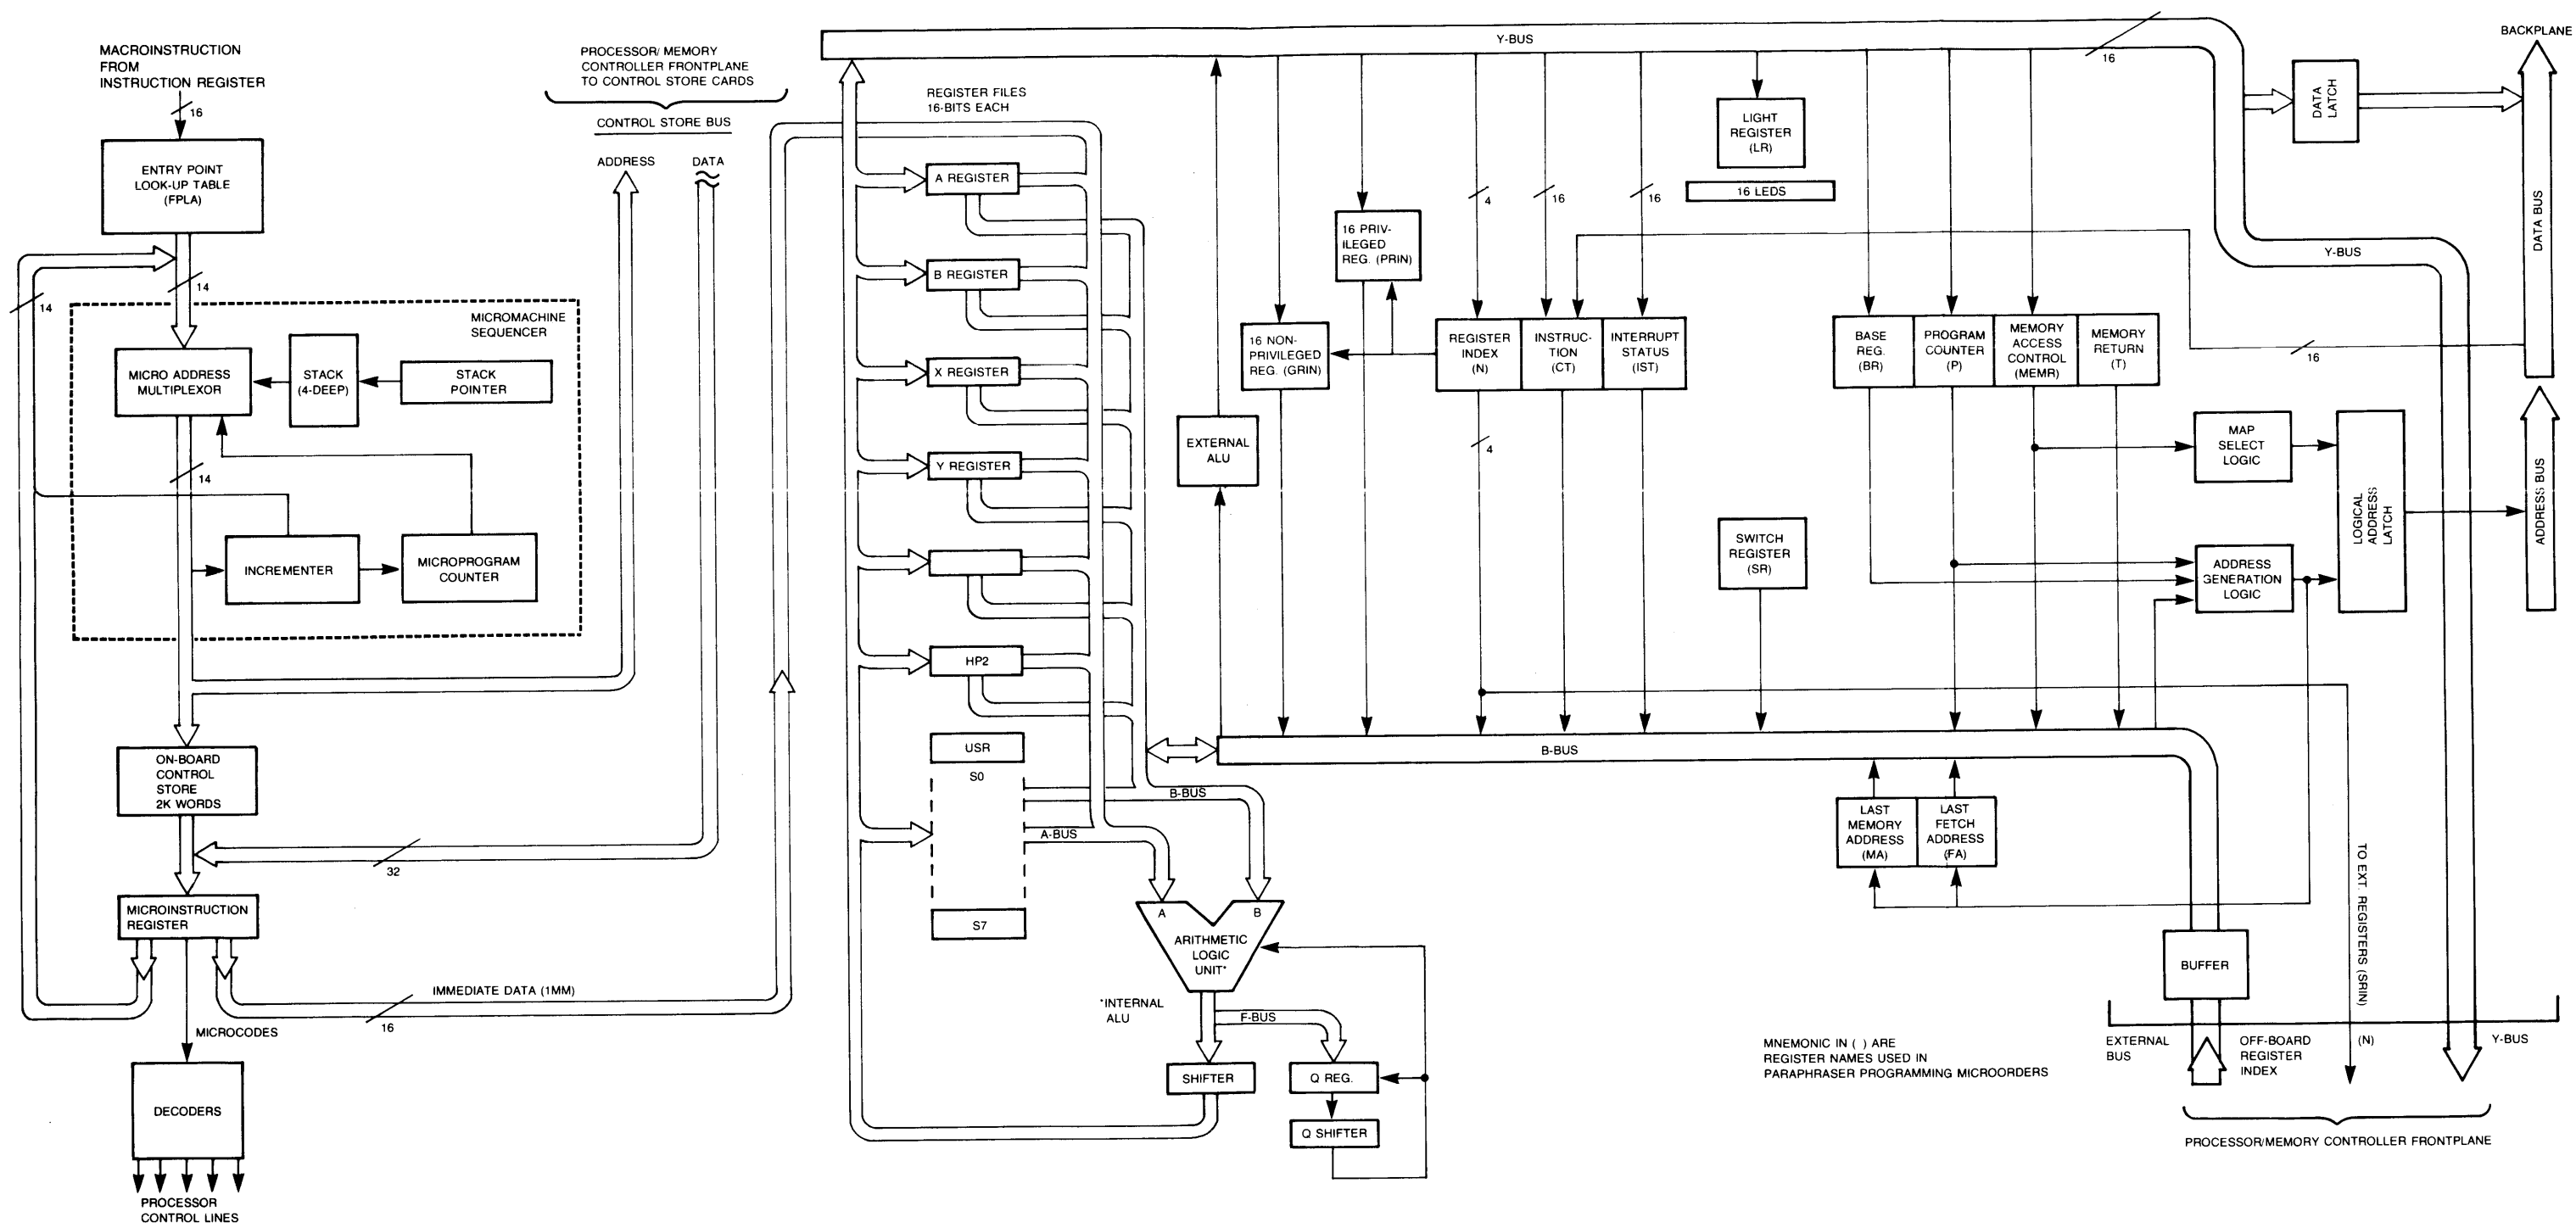 MACROINSTRUCTION
FROM
INSTRUCTION REGISTER
16
ENTRY POINT
LOOK-UP TABLE
(FPLA)
14
14
MICROMACHINE
SEQUENCER
MICRO ADDRESS
MULTIPLEXOR
STACK
(4-DEEP)
STACK
POINTER
14
INCREMENTER
MICROPROGRAM
COUNTER
ON-BOARD
CONTROL
STORE
2K WORDS
32
MICROINSTRUCTION
REGISTER
IMMEDIATE DATA (1MM)
16
MICROCODES
DECODERS
PROCESSOR
CONTROL LINES
PROCESSOR/ MEMORY
CONTROLLER FRONTPLANE
TO CONTROL STORE CARDS
CONTROL STORE BUS
ADDRESS
DATA
REGISTER FILES
16-BITS EACH
A REGISTER
B REGISTER
X REGISTER
Y REGISTER
HP2
USR
S0
S7
B-BUS
A-BUS
A
B
ARITHMETIC
LOGIC
UNIT*
*INTERNAL
ALU
F-BUS
SHIFTER
Q REG.
Q SHIFTER
Y-BUS
16
EXTERNAL
ALU
16 NON-
PRIVILEGED
REG. (GRIN)
16 PRIV-
ILEGED
REG. (PRIN)
4
16
16
REGISTER
INDEX
(N)
INSTRUC-
TION
(CT)
INTERRUPT
STATUS
(IST)
4
LIGHT
REGISTER
(LR)
16 LEDS
SWITCH
REGISTER
(SR)
BASE
REG.
(BR)
PROGRAM
COUNTER
(P)
MEMORY
ACCESS
CONTROL
(MEMR)
MEMORY
RETURN
(T)
16
MAP
SELECT
LOGIC
ADDRESS
GENERATION
LOGIC
LOGICAL
ADDRESS
LATCH
B-BUS
LAST
MEMORY
ADDRESS
(MA)
LAST
FETCH
ADDRESS
(FA)
DATA
LATCH
BACKPLANE
DATA BUS
Y-BUS
ADDRESS BUS
TO EXT. REGISTERS (SRIN)
BUFFER
EXTERNAL
BUS
OFF-BOARD
REGISTER
INDEX
(N)
Y-BUS
MNEMONIC IN ( ) ARE
REGISTER NAMES USED IN
PARAPHRASER PROGRAMMING MICROORDERS
PROCESSOR/MEMORY CONTROLLER FRONTPLANE